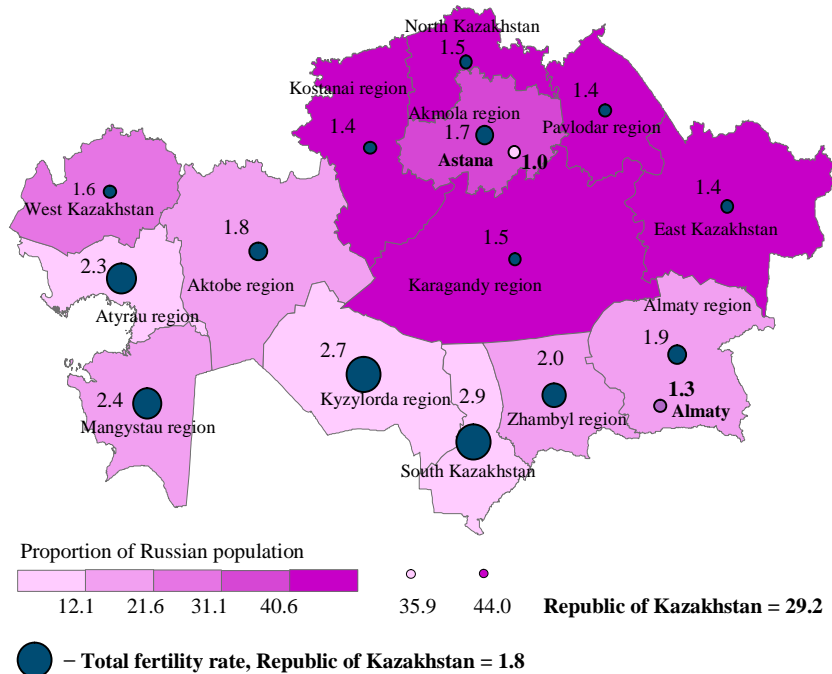 North Kazakhstan
1.5
Kostanai region
1.4
1.4
Akmola region
1.7
Pavlodar region
Astana
1.0
1.6
West Kazakhstan
1.4
East Kazakhstan
1.8
1.5
2.3
Aktobe region
Karagandy region
Atyrau region
Almaty region
1.9
2.7
2.0
2.4
2.9
1.3
Kyzylorda region
Almaty
Zhambyl region
Mangystau region
South Kazakhstan
Proportion of Russian population
12.1 21.6 31.1 40.6 35.9 44.0 Republic of Kazakhstan = 29.2
– Total fertility rate, Republic of Kazakhstan = 1.8